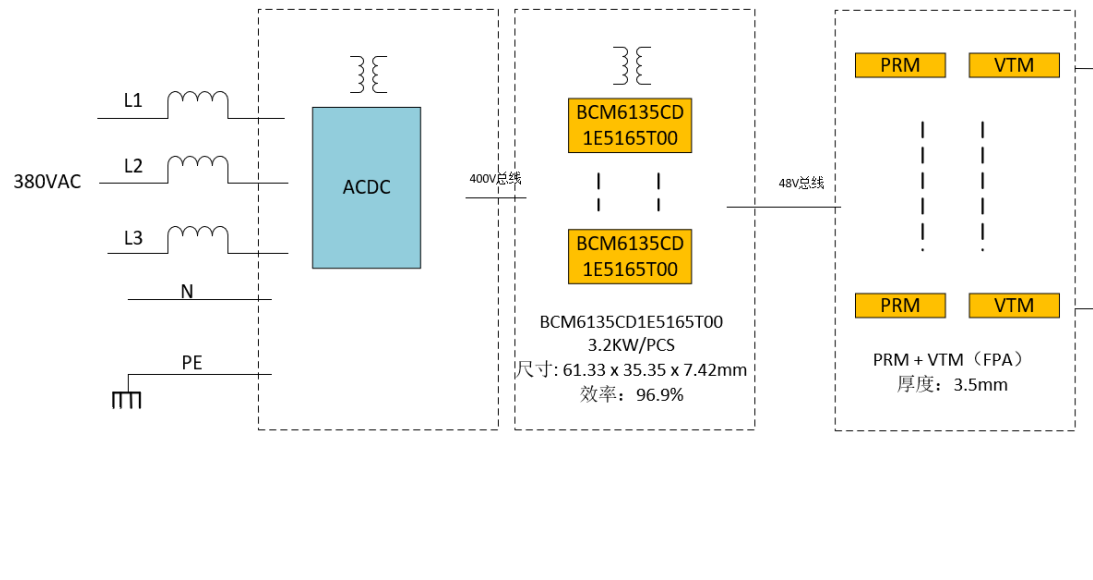 380VAC
L1
L2
L3
N
PE
ACDC
400V总线
BCM6135CD
1E5165T00
BCM6135CD
1E5165T00
BCM6135CD1E5165T00
3.2KW/PCS
尺寸: 61.33 x 35.35 x 7.42mm
效率：96.9%
48V总线
PRM
VTM
PRM
VTM
PRM + VTM（FPA）
厚度：3.5mm